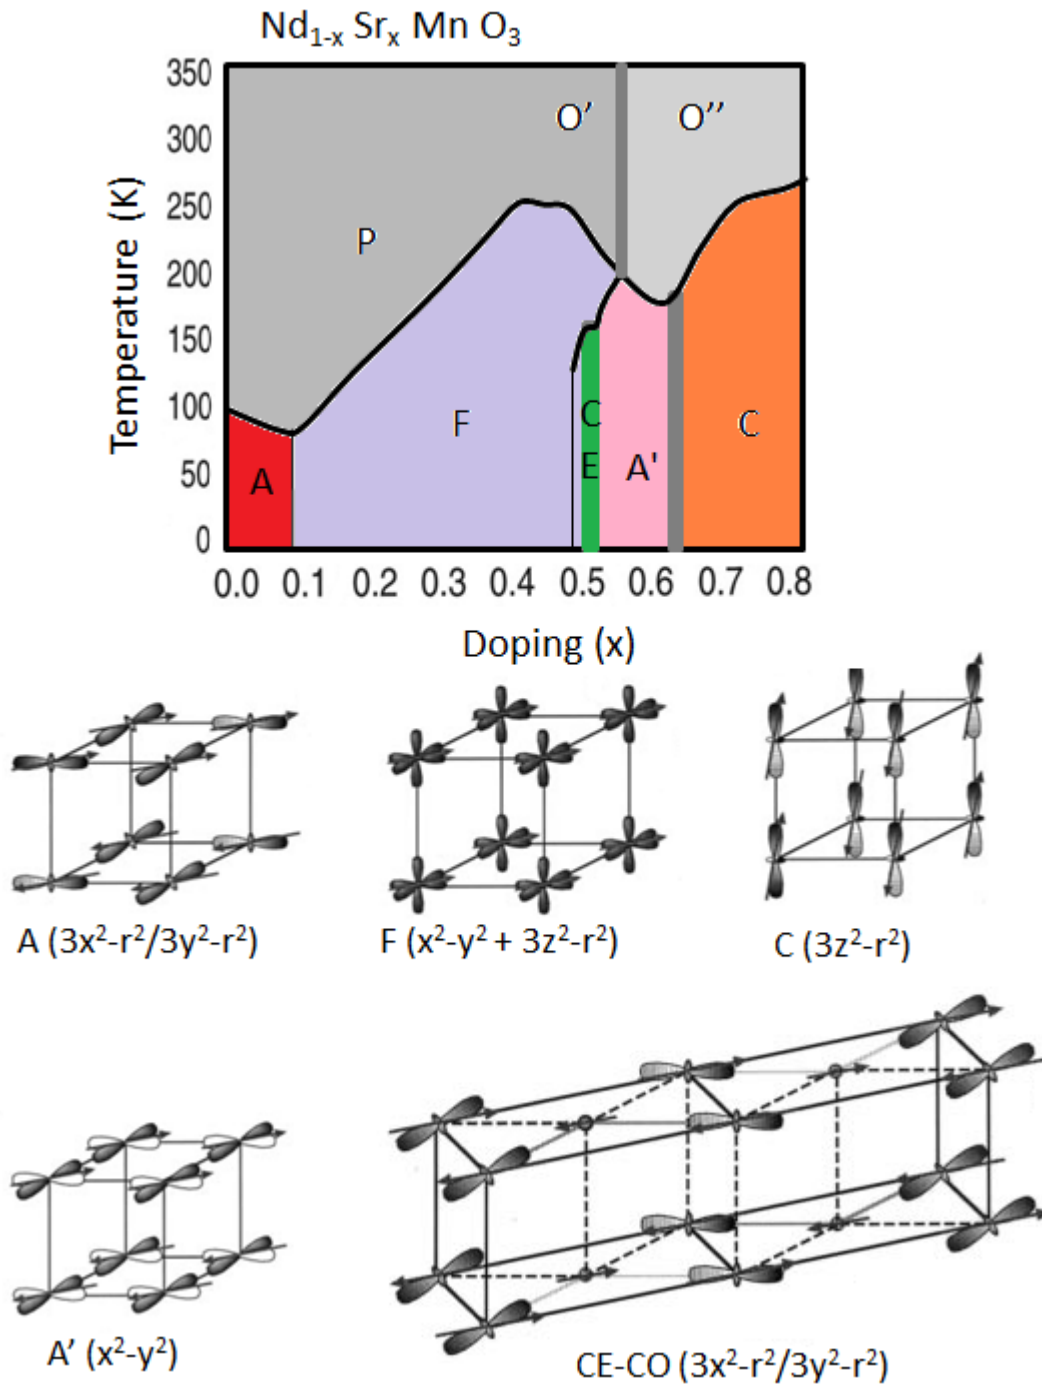 Nd₁₋ₓ Srₓ Mn O₃
350
300
250
200
150
100
50
0
Temperature (K)
O’
O’’
P
F
C
E
A
A'
C
0.0 0.1 0.2 0.3 0.4 0.5 0.6 0.7 0.8
Doping (x)
A (3x²-r²/3y²-r²)
F (x²-y² + 3z²-r²)
C (3z²-r²)
A’ (x²-y²)
CE-CO (3x²-r²/3y²-r²)